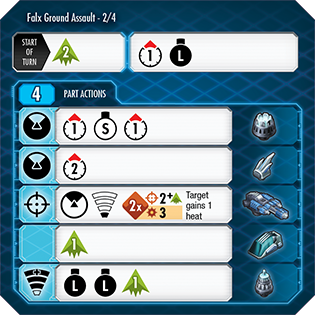 Falx Ground Assault - 2/4
START OF TURN 2 1 L
4 PART ACTIONS
1 S 1
2
2x 2+ 3 Target gains 1 heat
1
L L 1